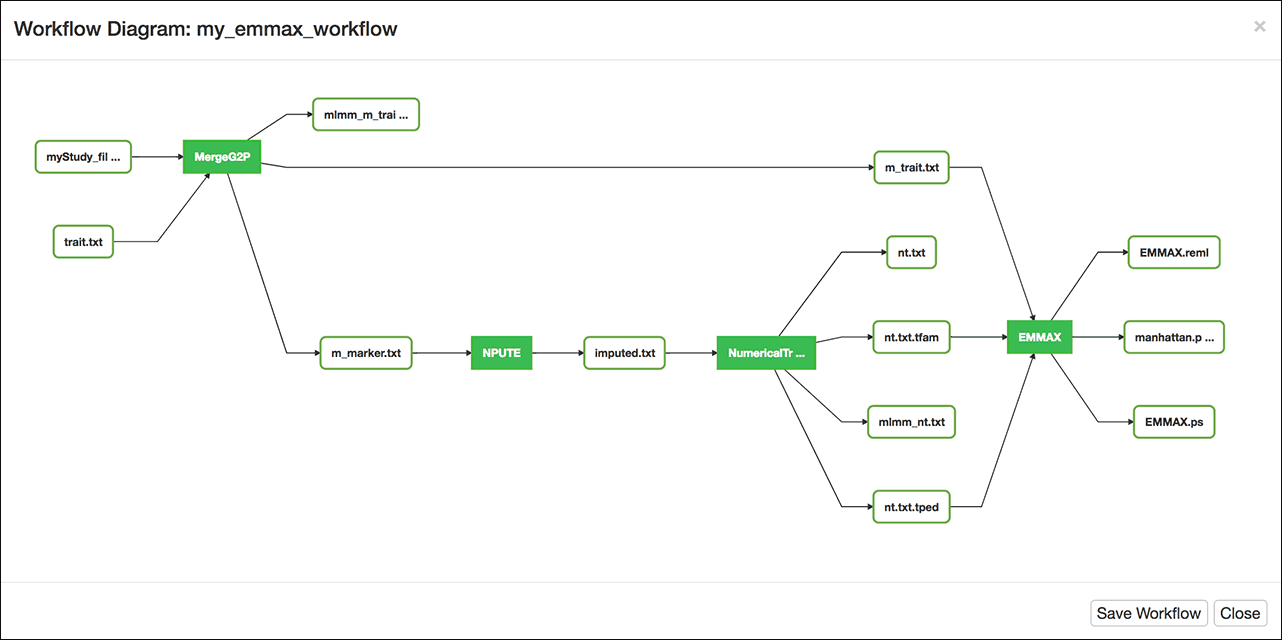 Workflow Diagram: my_emmax_workflow
×
mlmm_m_trai ...
myStudy_fil ...
MergeG2P
m_trait.txt
trait.txt
nt.txt
EMMAX.reml
m_marker.txt
NPUTE
imputed.txt
NumericalTr ...
nt.txt.tfam
EMMAX
manhattan.p ...
mlmm_nt.txt
EMMAX.ps
nt.txt.tped
Save Workflow
Close